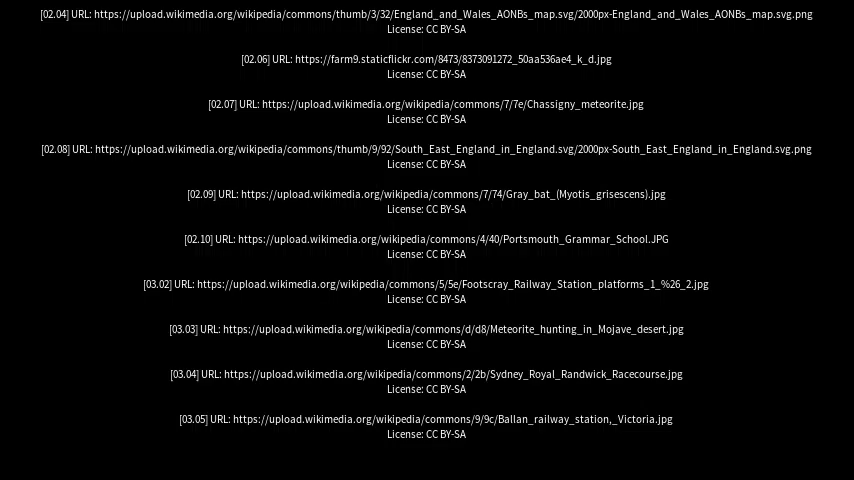 [02.04] URL: https://upload.wikimedia.org/wikipedia/commons/thumb/3/32/England_and_Wales_AONBs_map.svg/2000px-England_and_Wales_AONBs_map.svg.png
License: CC BY-SA
[02.06] URL: https://farm9.staticflickr.com/8473/8373091272_50aa536ae4_k_d.jpg
License: CC BY-SA
[02.07] URL: https://upload.wikimedia.org/wikipedia/commons/7/7e/Chassigny_meteorite.jpg
License: CC BY-SA
[02.08] URL: https://upload.wikimedia.org/wikipedia/commons/thumb/9/92/South_East_England_in_England.svg/2000px-South_East_England_in_England.svg.png
License: CC BY-SA
[02.09] URL: https://upload.wikimedia.org/wikipedia/commons/7/74/Gray_bat_(Myotis_grisescens).jpg
License: CC BY-SA
[02.10] URL: https://upload.wikimedia.org/wikipedia/commons/4/40/Portsmouth_Grammar_School.JPG
License: CC BY-SA
[03.02] URL: https://upload.wikimedia.org/wikipedia/commons/5/5e/Footscray_Railway_Station_platforms_1_%26_2.jpg
License: CC BY-SA
[03.03] URL: https://upload.wikimedia.org/wikipedia/commons/d/d8/Meteorite_hunting_in_Mojave_desert.jpg
License: CC BY-SA
[03.04] URL: https://upload.wikimedia.org/wikipedia/commons/2/2b/Sydney_Royal_Randwick_Racecourse.jpg
License: CC BY-SA
[03.05] URL: https://upload.wikimedia.org/wikipedia/commons/9/9c/Ballan_railway_station,_Victoria.jpg
License: CC BY-SA